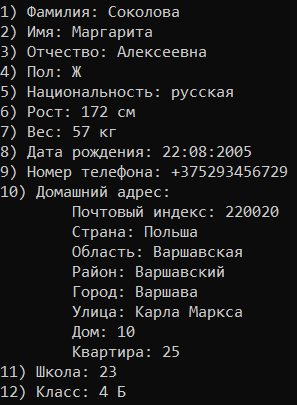 1) Фамилия: Соколова
2) Имя: Маргарита
3) Отчество: Алексеевна
4) Пол: Ж
5) Национальность: русская
6) Рост: 172 см
7) Вес: 57 кг
8) Дата рождения: 22:08:2005
9) Номер телефона: +375293456729
10) Домашний адрес:
Почтовый индекс: 220020
Страна: Польша
Область: Варшавская
Район: Варшавский
Город: Варшава
Улица: Карла Маркса
Дом: 10
Квартира: 25
11) Школа: 23
12) Класс: 4 Б